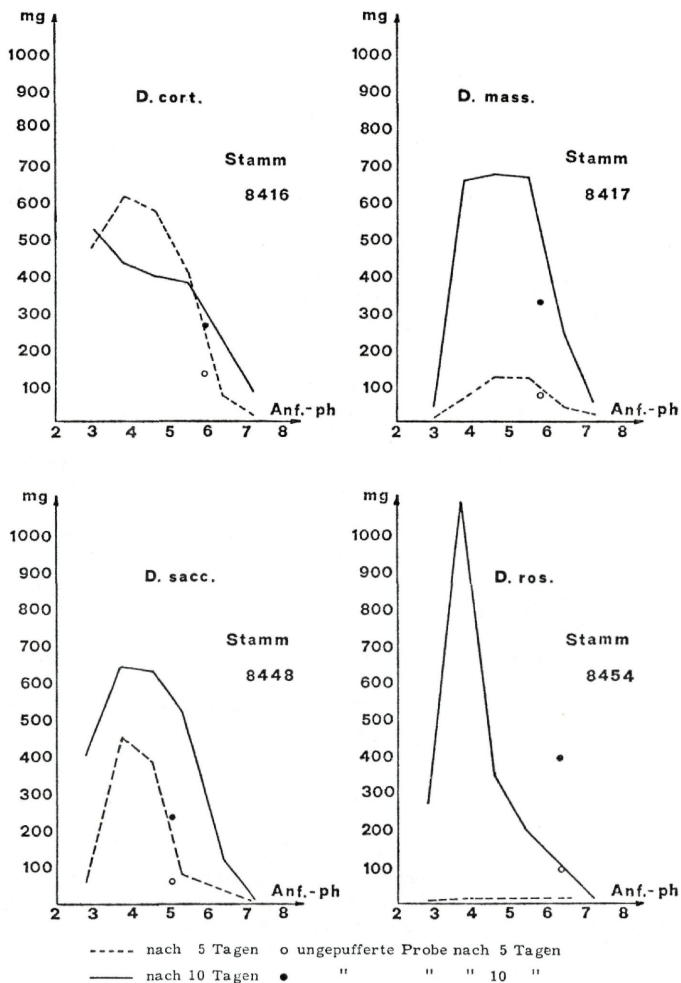 mg
1000
900
800
700
600
500
400
300
200
100
D. cort.
Stamm
8416
Anf.-ph
2 3 4 5 6 7 8
mg
1000
900
800
700
600
500
400
300
200
100
D. mass.
Stamm
8417
Anf.-ph
2 3 4 5 6 7 8
mg
1000
900
800
700
600
500
400
300
200
100
D. sacc.
Stamm
8448
Anf.-ph
2 3 4 5 6 7 8
mg
1000
900
800
700
600
500
400
300
200
100
D. ros.
Stamm
8454
Anf.-ph
2 3 4 5 6 7 8
nach 5 Tagen ungepufferte Probe nach 5 Tagen
nach 10 Tagen " " " 10 "